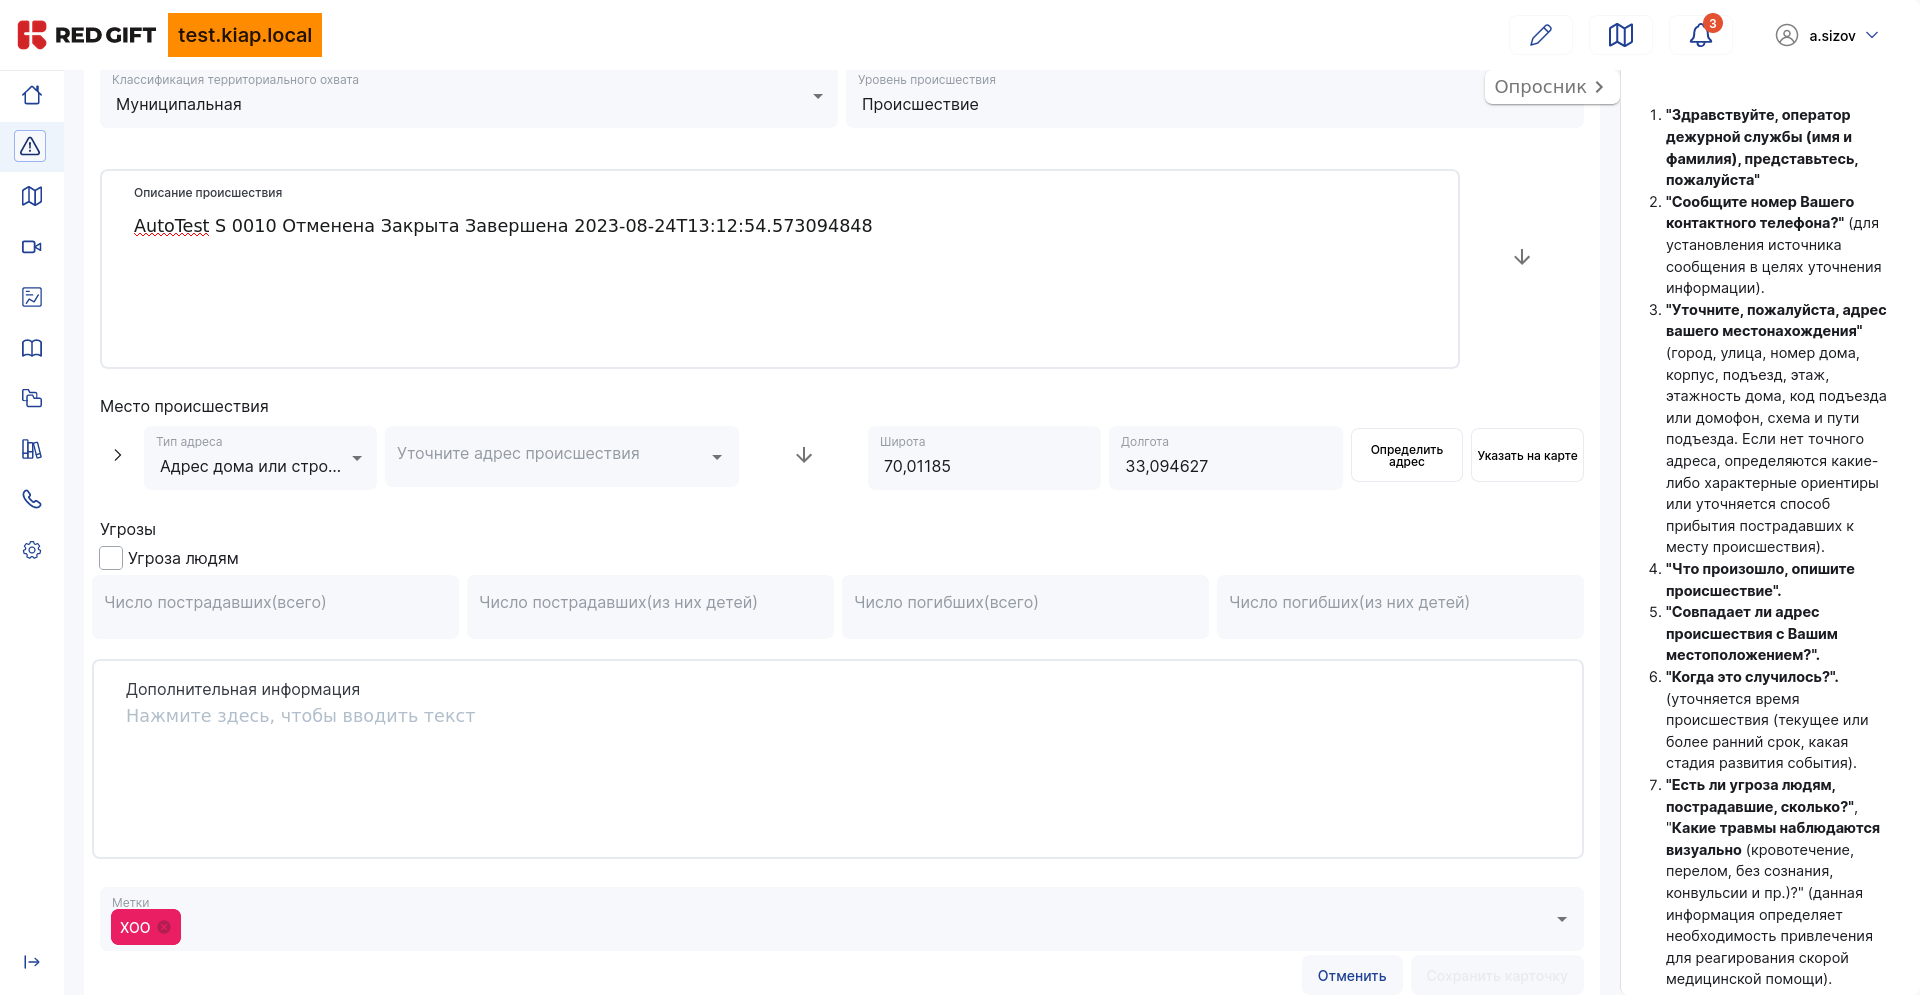 RED GIFT
test.kiap.local
3
a.sizov
Классификация территориального охвата
Муниципальная
Уровень происшествия
Происшествие
Опросник
Описание происшествия
AutoTest S 0010 Отменена Закрыта Завершена 2023-08-24T13:12:54.573094848
Место происшествия
Тип адреса
Адрес дома или стро...
Уточните адрес происшествия
Широта
70,01185
Долгота
33,094627
Определить
адрес
Указать на карте
Угрозы
Угроза людям
Число пострадавших(всего)
Число пострадавших(из них детей)
Число погибших(всего)
Число погибших(из них детей)
Дополнительная информация
Нажмите здесь, чтобы вводить текст
Метки
ХОО
Отменить
Сохранить карточку
1. "Здравствуйте, оператор
дежурной службы (имя и
фамилия), представьтесь,
пожалуйста"
2. "Сообщите номер Вашего
контактного телефона?" (для
установления источника
сообщения в целях уточнения
информации).
3. "Уточните, пожалуйста, адрес
вашего местонахождения"
(город, улица, номер дома,
корпус, подъезд, этаж,
этажность дома, код подъезда
или домофон, схема и пути
подъезда. Если нет точного
адреса, определяются какие-
либо характерные ориентиры
или уточняется способ
прибытия пострадавших к
месту происшествия).
4. "Что произошло, опишите
происшествие".
5. "Совпадает ли адрес
происшествия с Вашим
местоположением?".
6. "Когда это случилось?".
(уточняется время
происшествия (текущее или
более ранний срок, какая
стадия развития события).
7. "Есть ли угроза людям,
пострадавшие, сколько?",
"Какие травмы наблюдаются
визуально (кровотечение,
перелом, без сознания,
конвульсии и пр.)?" (данная
информация определяет
необходимость привлечения
для реагирования скорой
медицинской помощи).